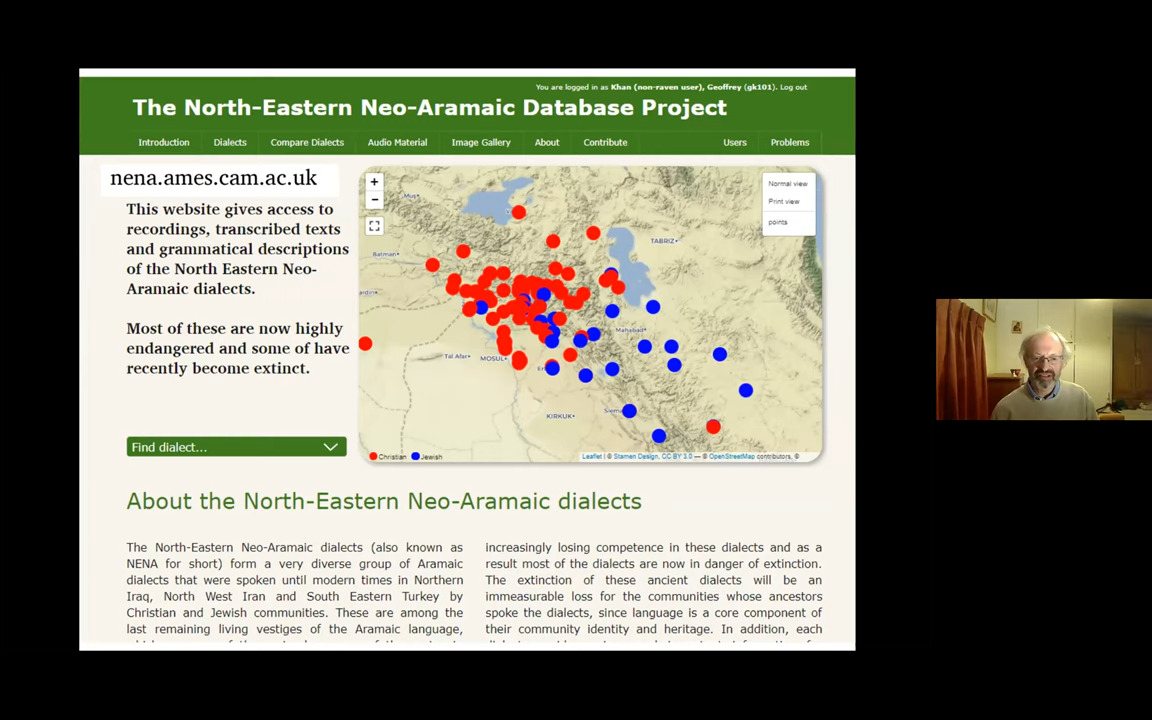 You are logged in as Khan (non-raven user), Geoffrey (gk101). Log out
The North-Eastern Neo-Aramaic Database Project
Introduction Dialects Compare Dialects Audio Material Image Gallery About Contribute Users Problems
nena.ames.cam.ac.uk
This website gives access to
recordings, transcribed texts
and grammatical descriptions
of the North Eastern Neo-
Aramaic dialects.
Most of these are now highly
endangered and some of have
recently become extinct.
Find dialect...
+
−
Normal view
Print view
points
Muş
TABRIZ
Batman
Mahabad
Tal Afar
MOSUL
KIRKUK
Christian Jewish
Leaflet | © Stamen Design, CC BY 3.0 — © OpenStreetMap contributors, ©
About the North-Eastern Neo-Aramaic dialects
The North-Eastern Neo-Aramaic dialects (also known as
NENA for short) form a very diverse group of Aramaic
dialects that were spoken until modern times in Northern
Iraq, North West Iran and South Eastern Turkey by
Christian and Jewish communities. These are among the
last remaining living vestiges of the Aramaic language,
increasingly losing competence in these dialects and as a
result most of the dialects are now in danger of extinction.
The extinction of these ancient dialects will be an
immeasurable loss for the communities whose ancestors
spoke the dialects, since language is a core component of
their community identity and heritage. In addition, each